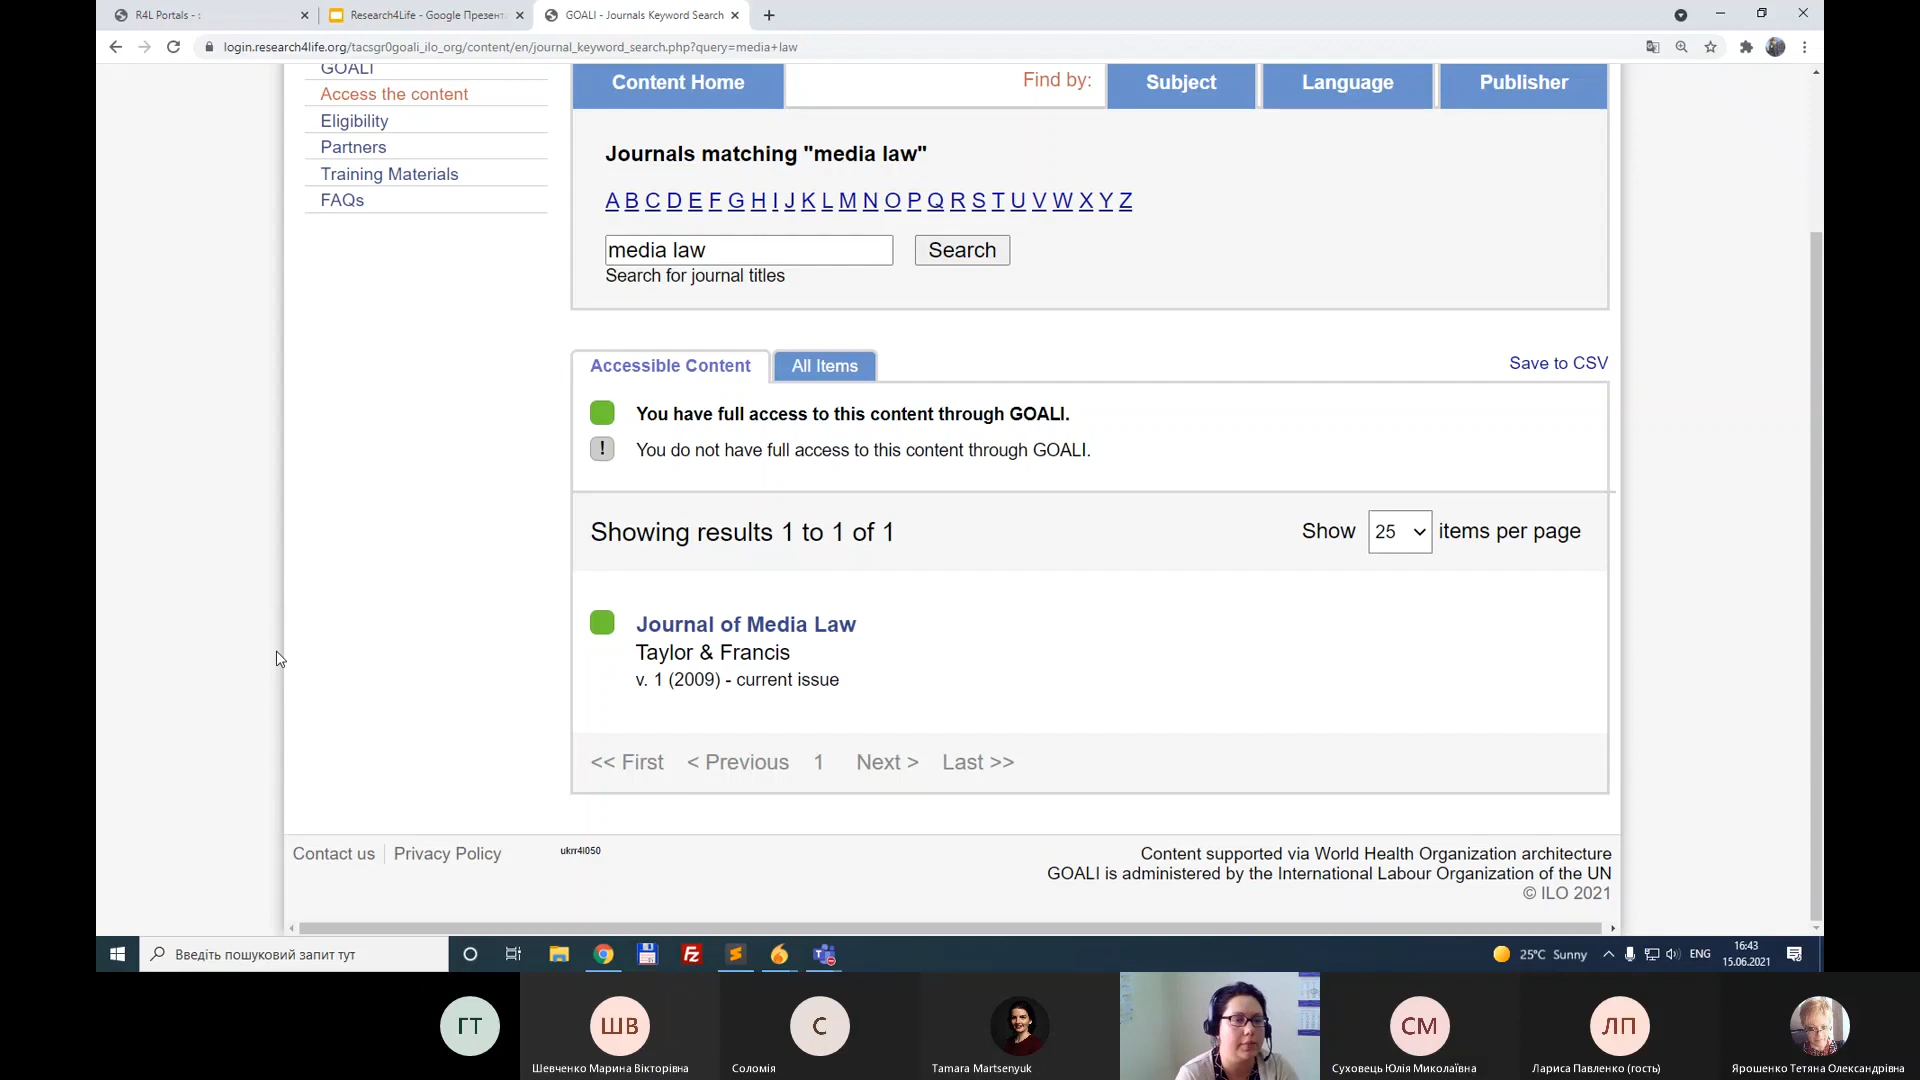 R4L Portals - :
Research4Life - Google Презент
GOALI - Journals Keyword Search
login.research4life.org/tacsgr0goali_ilo_org/content/en/journal_keyword_search.php?query=media+law
GOALI
Access the content
Eligibility
Partners
Training Materials
FAQs
Content Home
Find by:
Subject
Language
Publisher
Journals matching "media law"
A B C D E F G H I J K L M N O P Q R S T U V W X Y Z
media law
Search
Search for journal titles
Accessible Content
All Items
Save to CSV
You have full access to this content through GOALI.
! You do not have full access to this content through GOALI.
Showing results 1 to 1 of 1
Show 25 items per page
Journal of Media Law
Taylor & Francis
v. 1 (2009) - current issue
<< First < Previous 1 Next > Last >>
Contact us
Privacy Policy
ukrr4l050
Content supported via World Health Organization architecture
GOALI is administered by the International Labour Organization of the UN
© ILO 2021
Введіть пошуковий запит тут
25°C Sunny
ENG
16:43
15.06.2021
ГТ
ШВ
Шевченко Марина Вікторівна
С
Соломія
Tamara Martsenyuk
СМ
Суховець Юлія Миколаївна
ЛП
Лариса Павленко (гость)
Ярошенко Тетяна Олександрівна